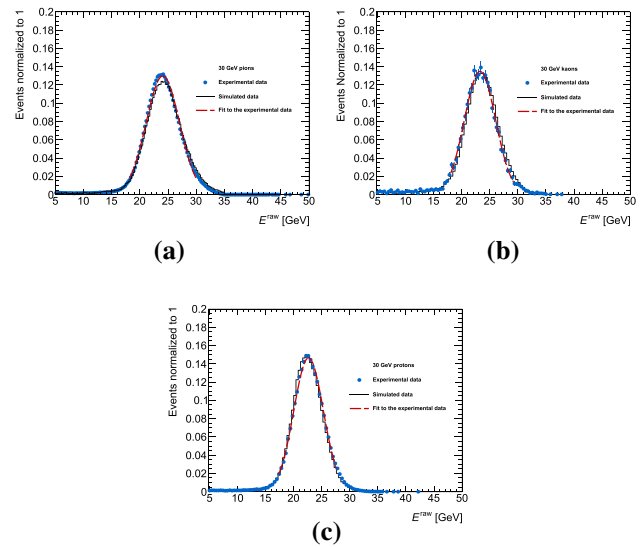 Events normalized to 1
0.2
0.18
0.16
0.14
0.12
0.1
0.08
0.06
0.04
0.02
0
30 GeV pions
Experimental data
Simulated data
Fit to the experimental data
5 10 15 20 25 30 35 40 45 50
E^raw [GeV]
(a)
Events Normalized to 1
0.2
0.18
0.16
0.14
0.12
0.1
0.08
0.06
0.04
0.02
0
30 GeV kaons
Experimental data
Simulated data
Fit to the experimental data
5 10 15 20 25 30 35 40 45 50
E^raw [GeV]
(b)
Events normalized to 1
0.2
0.18
0.16
0.14
0.12
0.1
0.08
0.06
0.04
0.02
0
30 GeV protons
Experimental data
Simulated data
Fit to the experimental data
5 10 15 20 25 30 35 40 45 50
E^raw [GeV]
(c)